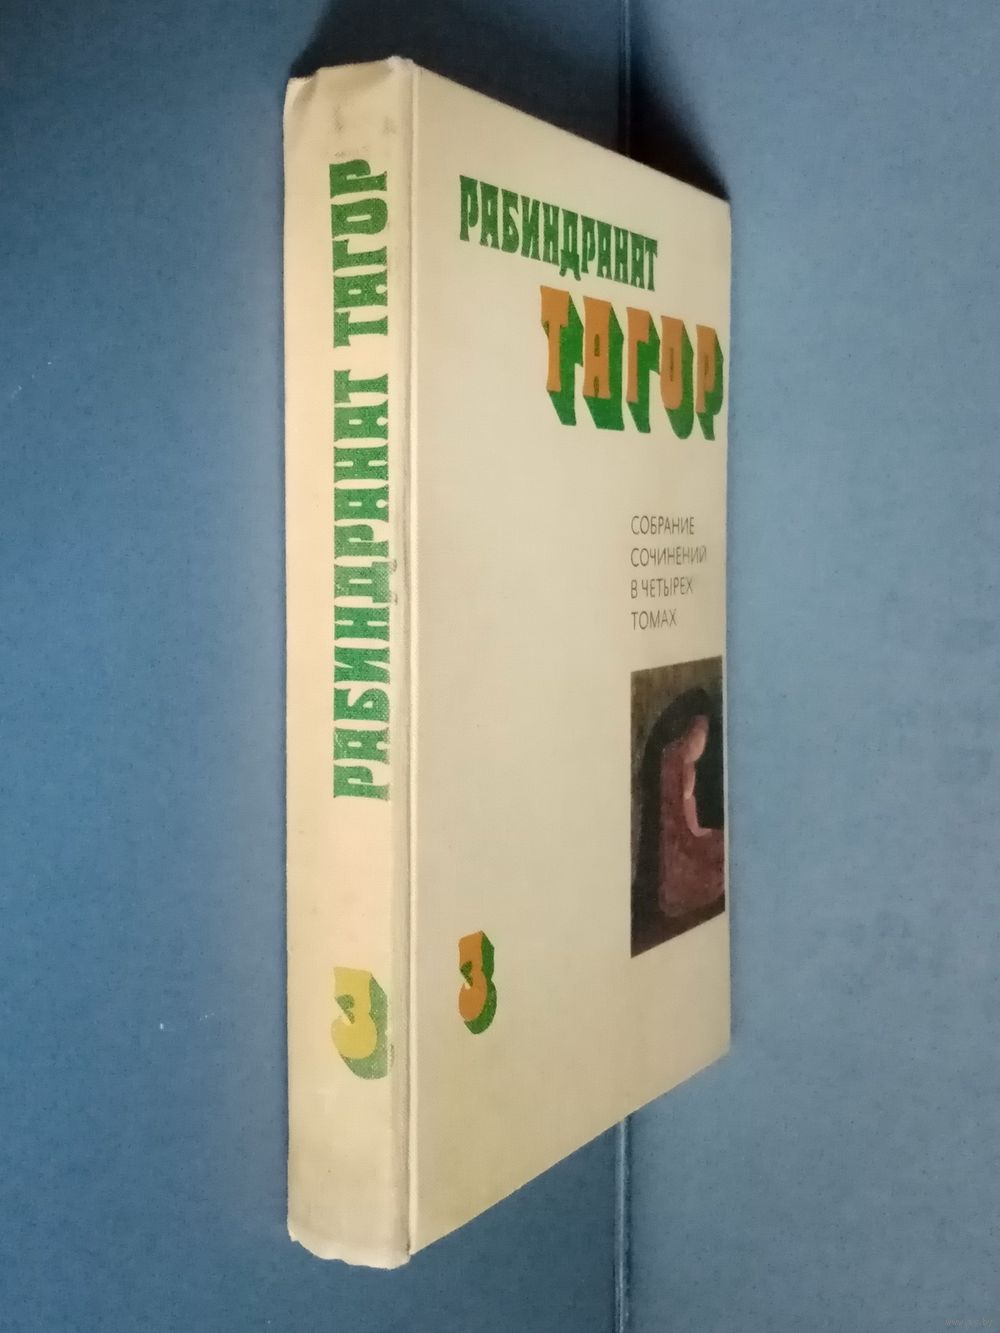 РАБИНДРАНАТ ТАГОР
3
РАБИНДРАНАТ
ТАГОР
СОБРАНИЕ
СОЧИНЕНИЙ
В ЧЕТЫРЕХ
ТОМАХ
3